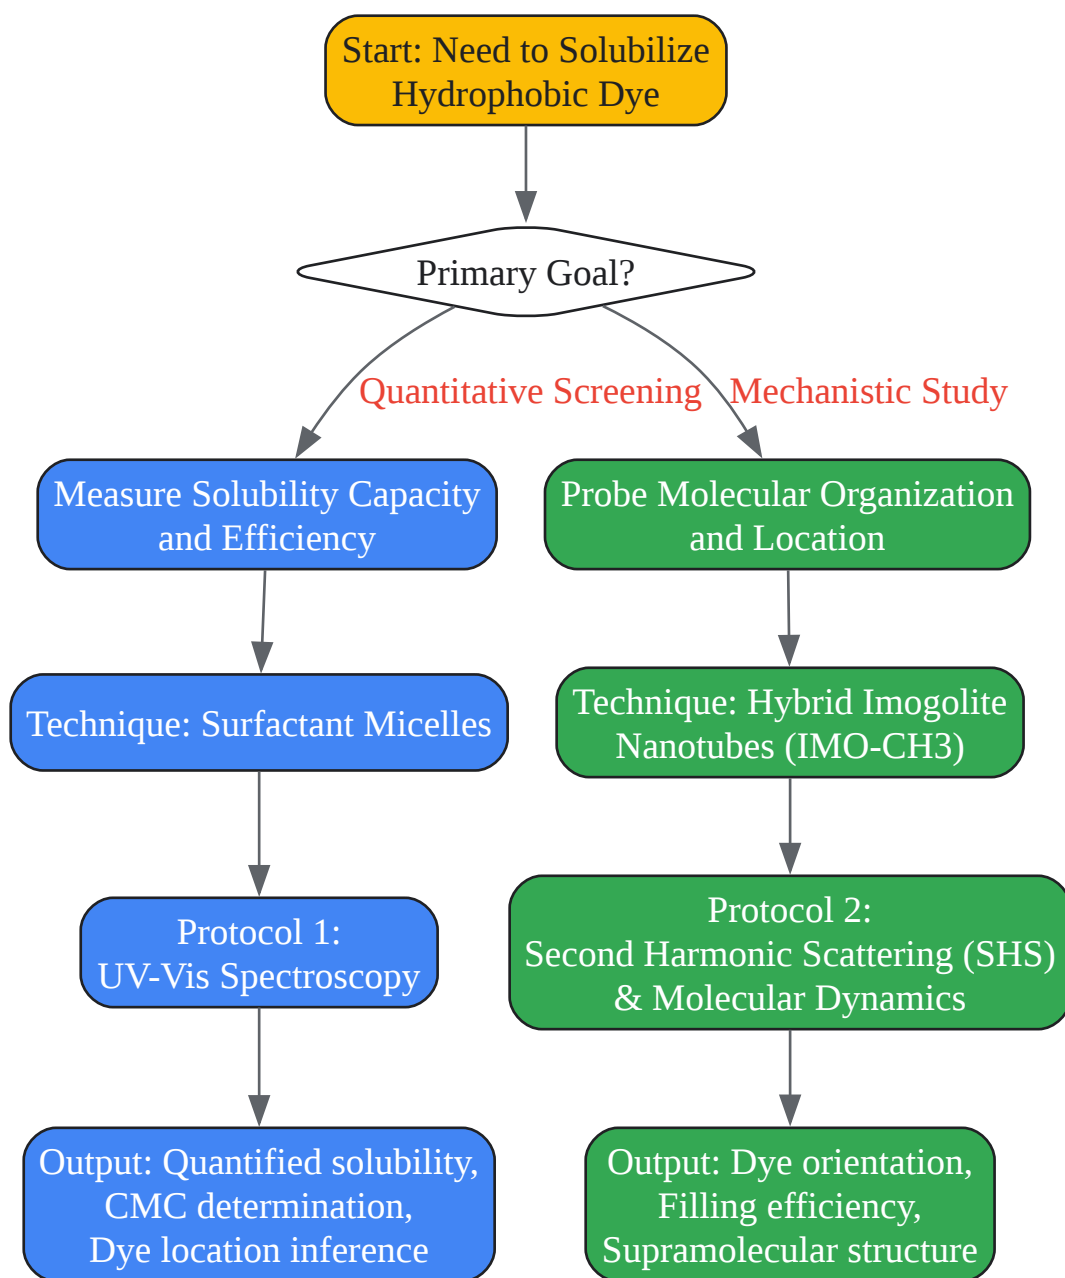 Start: Need to Solubilize
Hydrophobic Dye
Primary Goal?
Quantitative Screening
Mechanistic Study
Measure Solubility Capacity
and Efficiency
Probe Molecular Organization
and Location
Technique: Surfactant Micelles
Technique: Hybrid Imogolite
Nanotubes (IMO-CH3)
Protocol 1:
UV-Vis Spectroscopy
Protocol 2:
Second Harmonic Scattering (SHS)
& Molecular Dynamics
Output: Quantified solubility,
CMC determination,
Dye location inference
Output: Dye orientation,
Filling efficiency,
Supramolecular structure